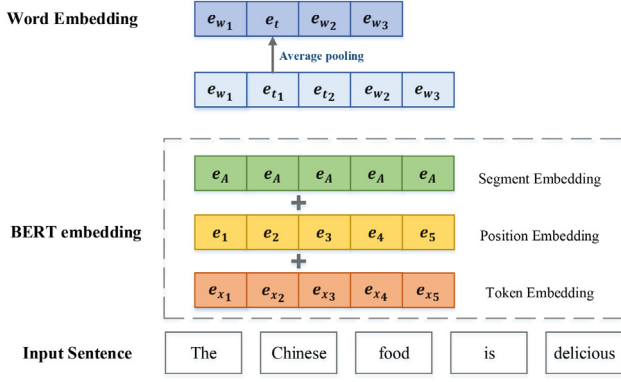 Word Embedding e_{w_1} e_t e_{w_2} e_{w_3}
Average pooling
e_{w_1} e_{t_1} e_{t_2} e_{w_2} e_{w_3}
e_A e_A e_A e_A e_A Segment Embedding
+
BERT embedding e_1 e_2 e_3 e_4 e_5 Position Embedding
+
e_{x_1} e_{x_2} e_{x_3} e_{x_4} e_{x_5} Token Embedding
Input Sentence The Chinese food is delicious